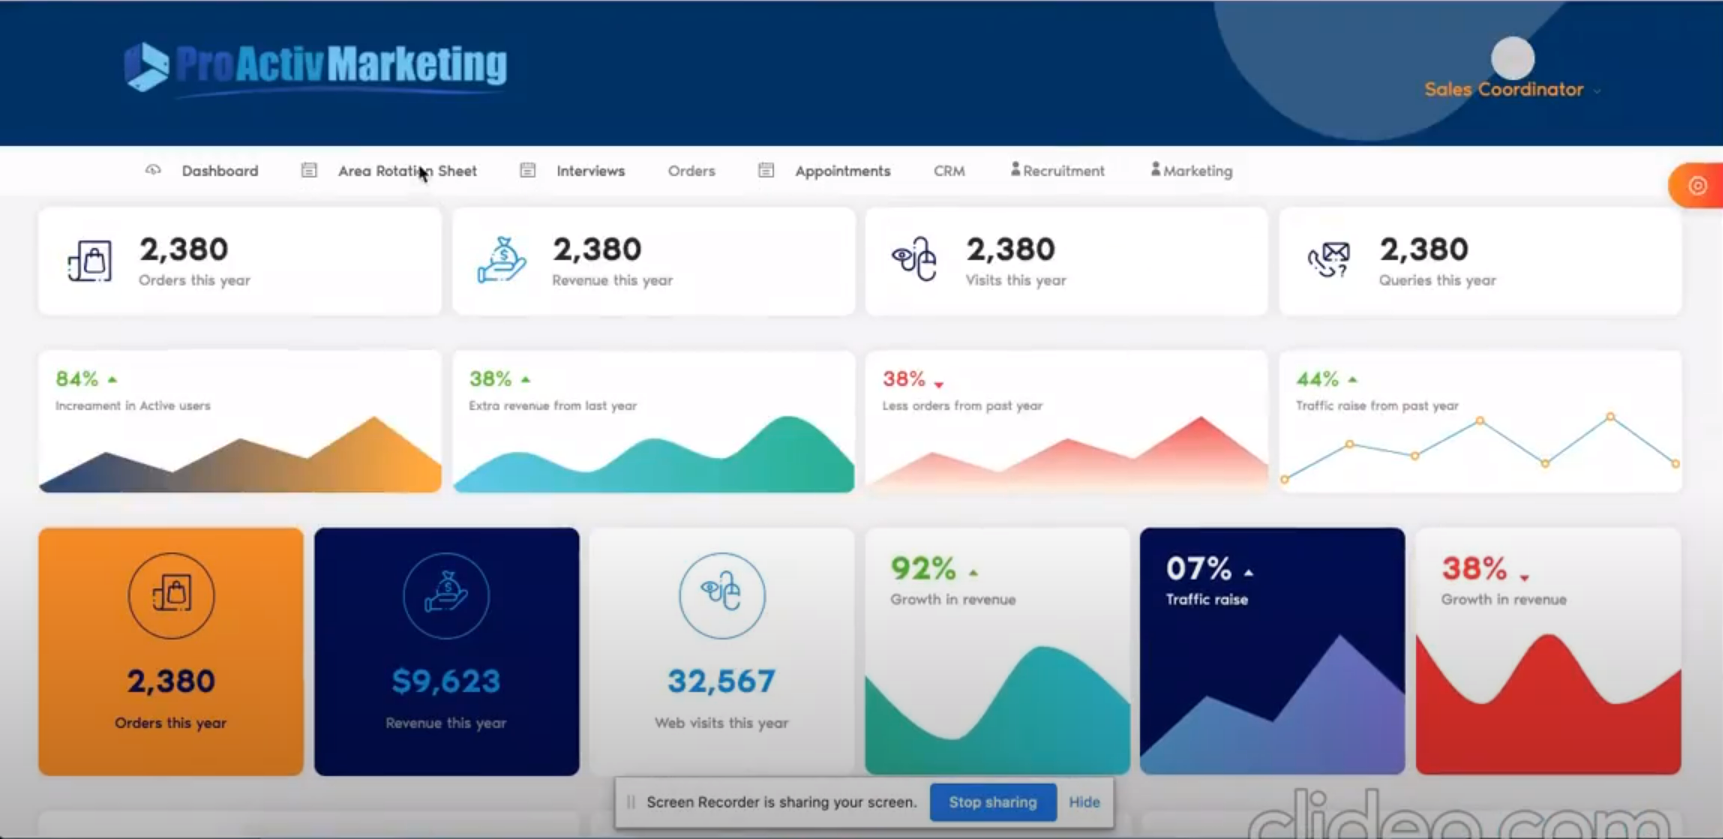 ProActivMarketing
Sales Coordinator
Dashboard Area Rotation Sheet Interviews Orders Appointments CRM Recruitment Marketing
2,380
Orders this year
2,380
Revenue this year
2,380
Visits this year
2,380
Queries this year
84%
Increament in Active users
38%
Extra revenue from last year
38%
Less orders from past year
44%
Traffic raise from past year
2,380
Orders this year
$9,623
Revenue this year
32,567
Web visits this year
92%
Growth in revenue
07%
Traffic raise
38%
Growth in revenue
Screen Recorder is sharing your screen. Stop sharing Hide
clideo.com